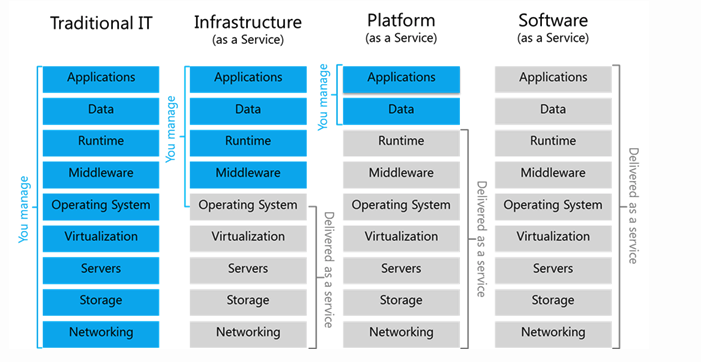 Traditional IT
Infrastructure
(as a Service)
Platform
(as a Service)
Software
(as a Service)
You manage
Applications
Data
Runtime
Middleware
Operating System
Virtualization
Servers
Storage
Networking
You manage
Applications
Data
Runtime
Middleware
Operating System
Virtualization
Servers
Storage
Networking
Delivered as a service
You manage
Applications
Data
Runtime
Middleware
Operating System
Virtualization
Servers
Storage
Networking
Delivered as a service
Applications
Data
Runtime
Middleware
Operating System
Virtualization
Servers
Storage
Networking
Delivered as a service